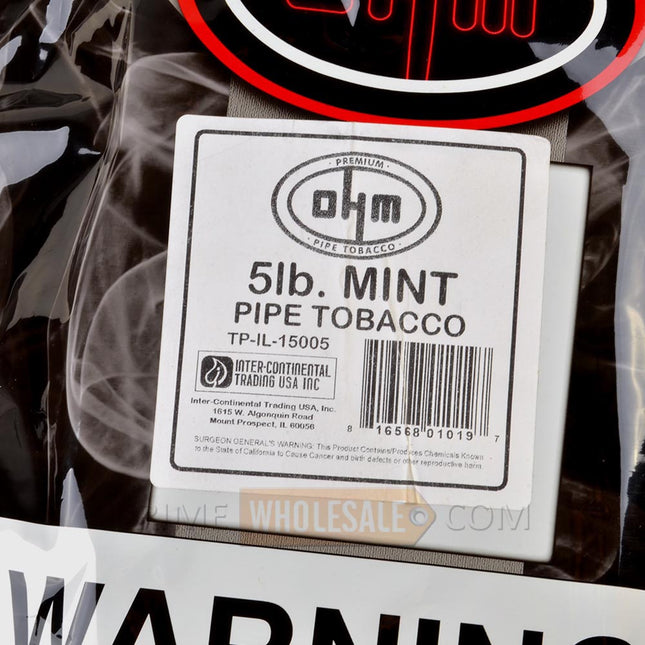 ohm
· PREMIUM ·
ohm
· PIPE TOBACCO ·
5lb. MINT
PIPE TOBACCO
TP-IL-15005
INTER-CONTINENTAL
TRADING USA INC
Inter-Continental Trading USA, Inc.
1615 W. Algonquin Road
Mount Prospect, IL 60056
8 16568 01019 7
SURGEON GENERAL'S WARNING: This Product Contains/Produces Chemicals Known
to the State of California to Cause Cancer and birth defects or other reproductive harm
PRIME WHOLESALE COM
WARNING